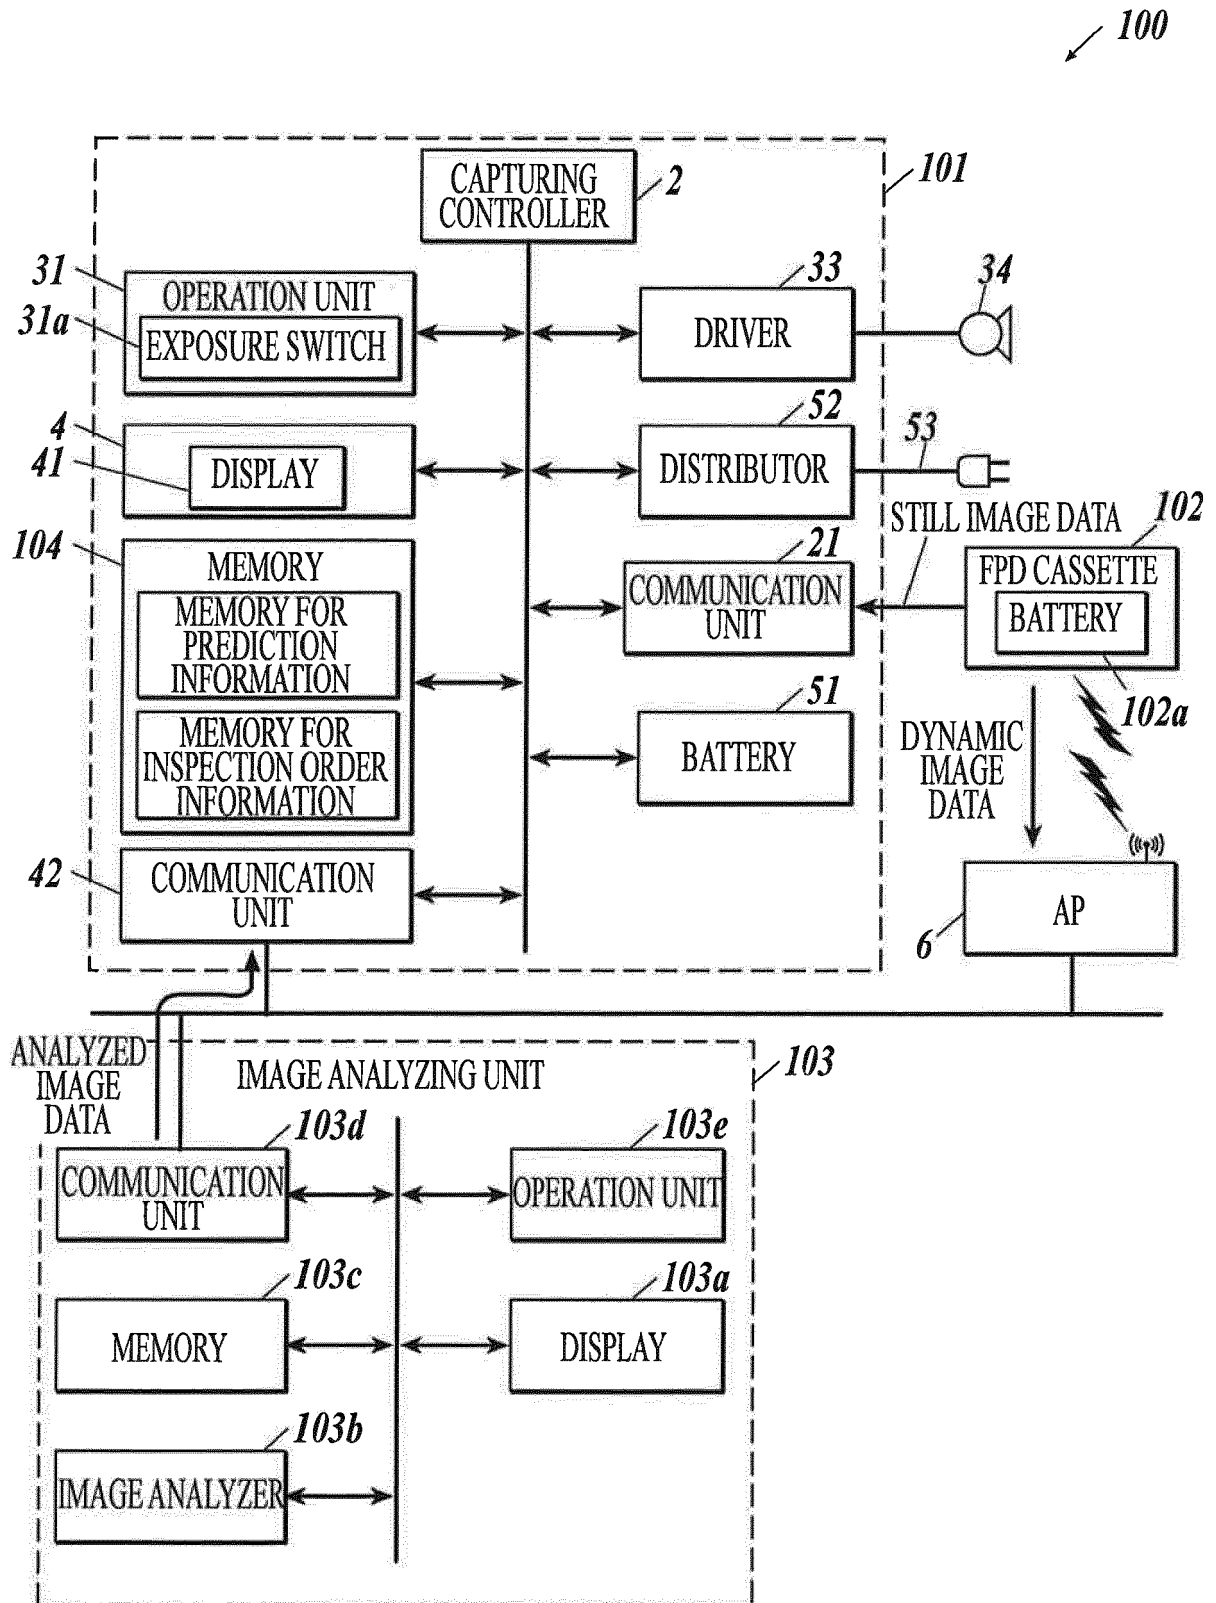 100
101
CAPTURING
CONTROLLER
2
31
OPERATION UNIT
31a
EXPOSURE SWITCH
33
DRIVER
34
4
41
DISPLAY
52
DISTRIBUTOR
53
STILL IMAGE DATA
104
MEMORY
MEMORY FOR
PREDICTION
INFORMATION
MEMORY FOR
INSPECTION ORDER
INFORMATION
21
COMMUNICATION
UNIT
102
FPD CASSETTE
BATTERY
102a
51
BATTERY
DYNAMIC
IMAGE
DATA
42
COMMUNICATION
UNIT
AP
6
ANALYZED
IMAGE
DATA
IMAGE ANALYZING UNIT
103
103d
COMMUNICATION
UNIT
103e
OPERATION UNIT
103c
MEMORY
103a
DISPLAY
103b
IMAGE ANALYZER